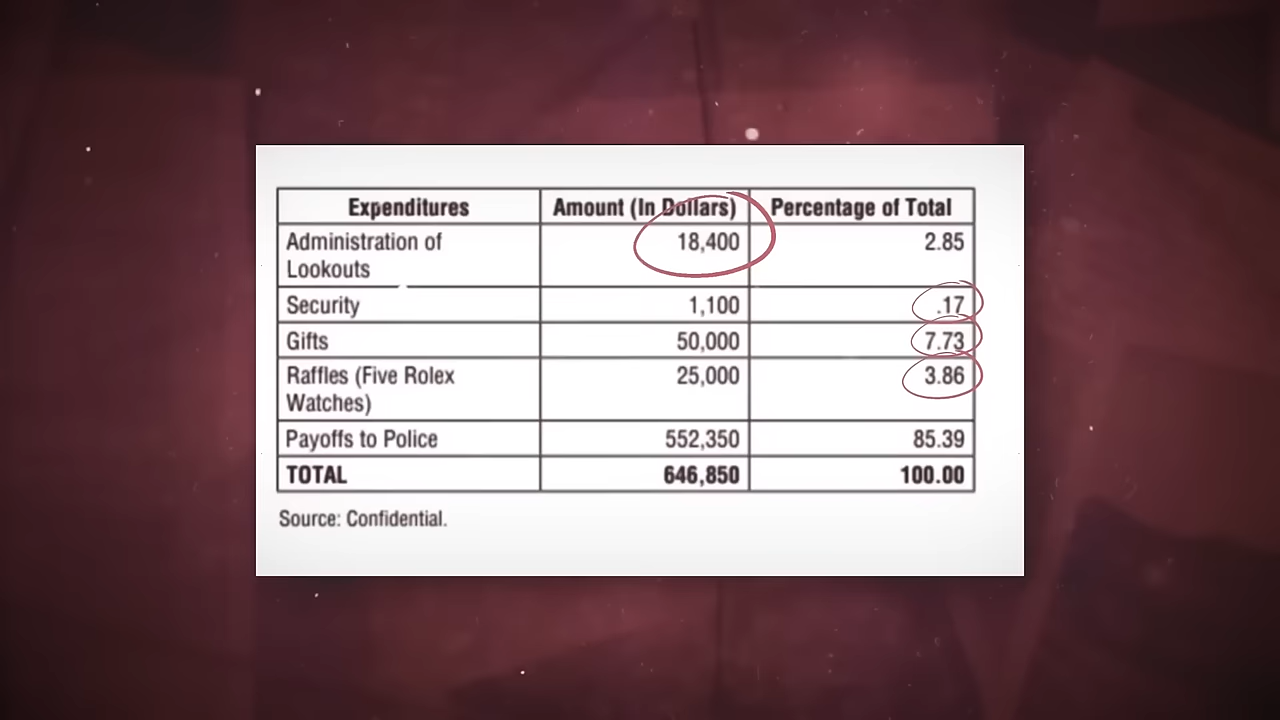 Expenditures Amount (In Dollars) Percentage of Total
Administration of Lookouts 18,400 2.85
Security 1,100 .17
Gifts 50,000 7.73
Raffles (Five Rolex Watches) 25,000 3.86
Payoffs to Police 552,350 85.39
TOTAL 646,850 100.00
Source: Confidential.